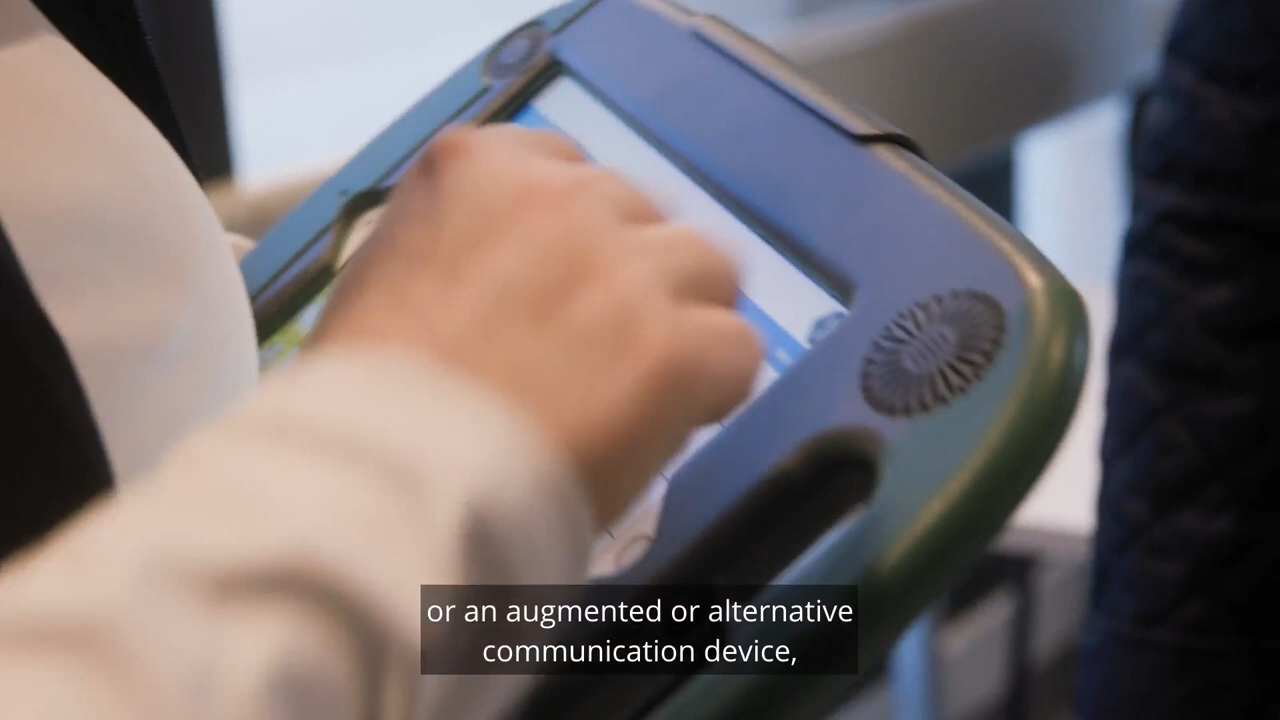 or an augmented or alternative
communication device,